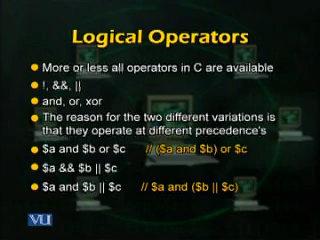 Logical Operators
More or less all operators in C are available
!, &&, ||
and, or, xor
The reason for the two different variations is
that they operate at different precedence's
$a and $b or $c // ($a and $b) or $c
$a && $b || $c
$a and $b || $c // $a and ($b || $c)
VU